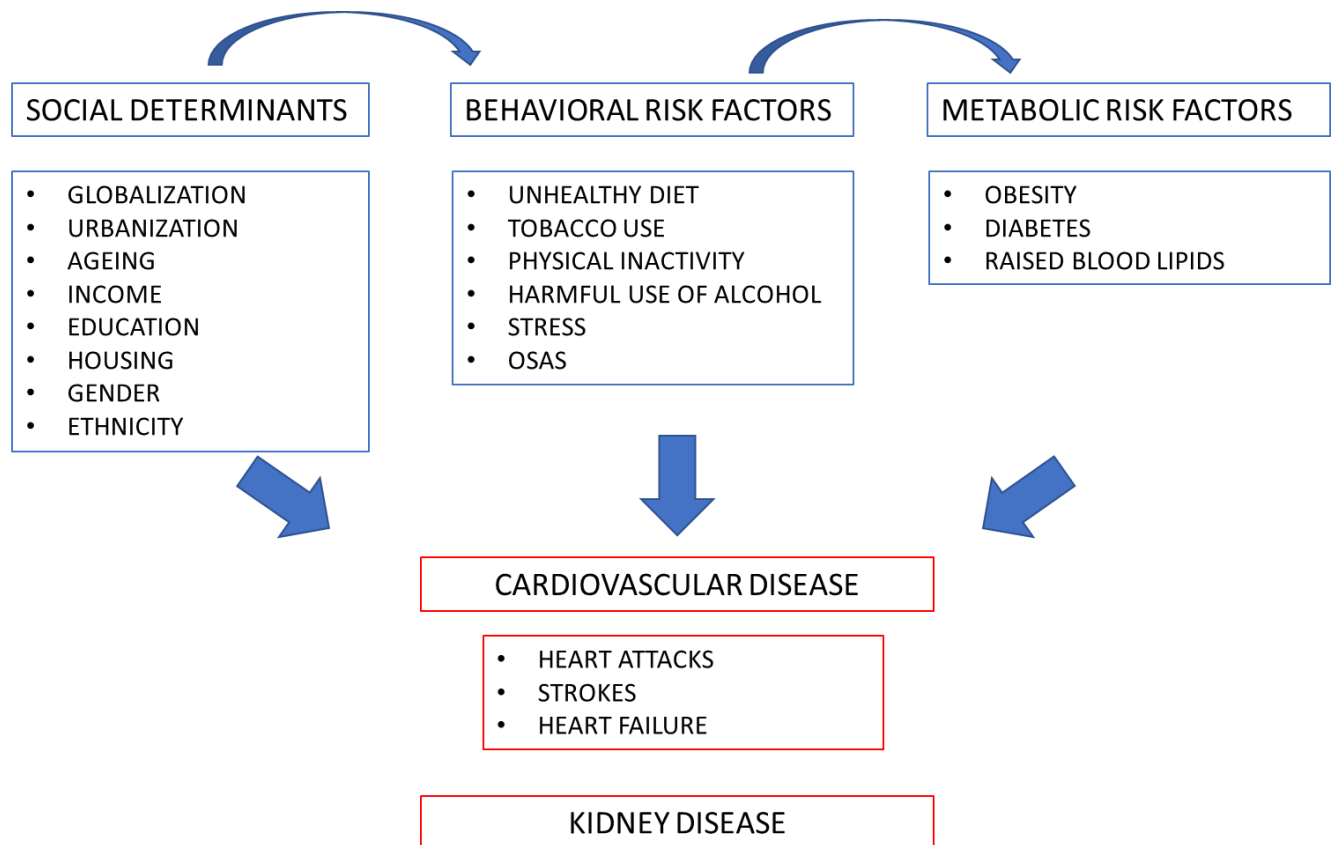 SOCIAL DETERMINANTS
• GLOBALIZATION
• URBANIZATION
• AGEING
• INCOME
• EDUCATION
• HOUSING
• GENDER
• ETHNICITY
BEHAVIORAL RISK FACTORS
• UNHEALTHY DIET
• TOBACCO USE
• PHYSICAL INACTIVITY
• HARMFUL USE OF ALCOHOL
• STRESS
• OSAS
METABOLIC RISK FACTORS
• OBESITY
• DIABETES
• RAISED BLOOD LIPIDS
CARDIOVASCULAR DISEASE
• HEART ATTACKS
• STROKES
• HEART FAILURE
KIDNEY DISEASE